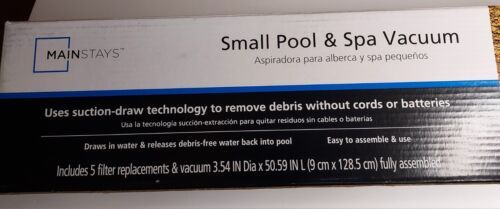 MAINSTAYS™
Small Pool & Spa Vacuum
Aspiradora para alberca y spa pequeños
Uses suction-draw technology to remove debris without cords or batteries
Usa la tecnología succión-extracción para quitar residuos sin cables o baterías
Draws in water & releases debris-free water back into pool Easy to assemble & use
Includes 5 filter replacements & vacuum 3.54 IN Dia x 50.59 IN L (9 cm x 128.5 cm) fully assembled